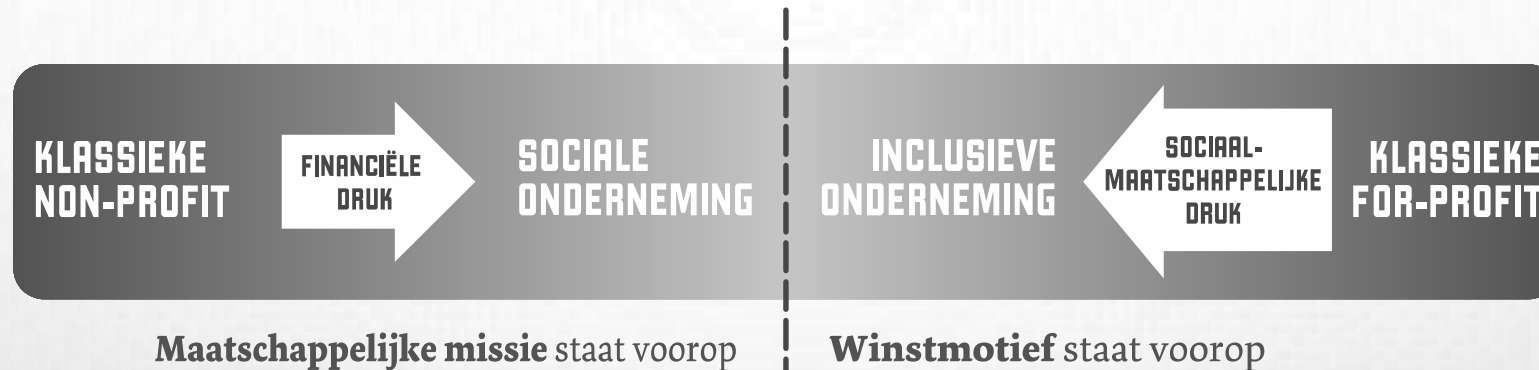 KLASSIEKE
NON-PROFIT
FINANCIËLE
DRUK
SOCIALE
ONDERNEMING
INCLUSIEVE
ONDERNEMING
SOCIAAL-
MAATSCHAPPELIJKE
DRUK
KLASSIEKE
FOR-PROFIT
Maatschappelijke missie staat voorop
Winstmotief staat voorop